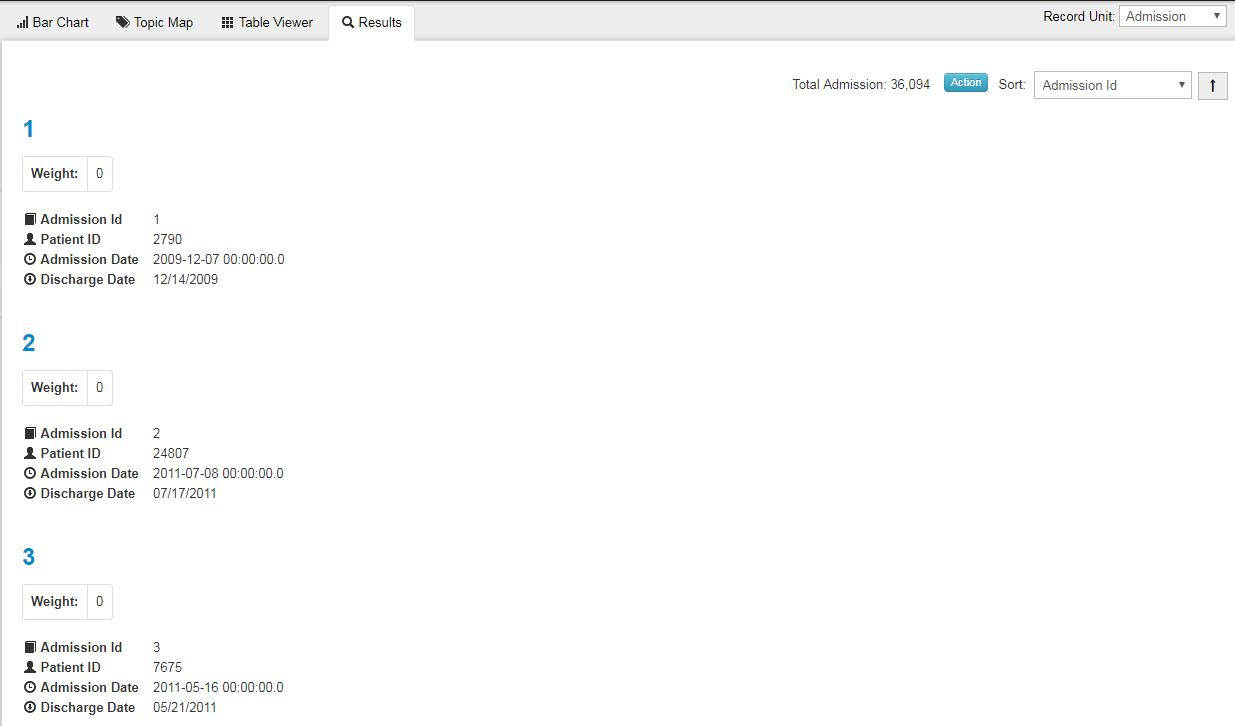 Bar Chart Topic Map Table Viewer Results Record Unit: Admission
Total Admission: 36,094 Action Sort: Admission Id
1
Weight: 0
Admission Id 1
Patient ID 2790
Admission Date 2009-12-07 00:00:00.0
Discharge Date 12/14/2009
2
Weight: 0
Admission Id 2
Patient ID 24807
Admission Date 2011-07-08 00:00:00.0
Discharge Date 07/17/2011
3
Weight: 0
Admission Id 3
Patient ID 7675
Admission Date 2011-05-16 00:00:00.0
Discharge Date 05/21/2011